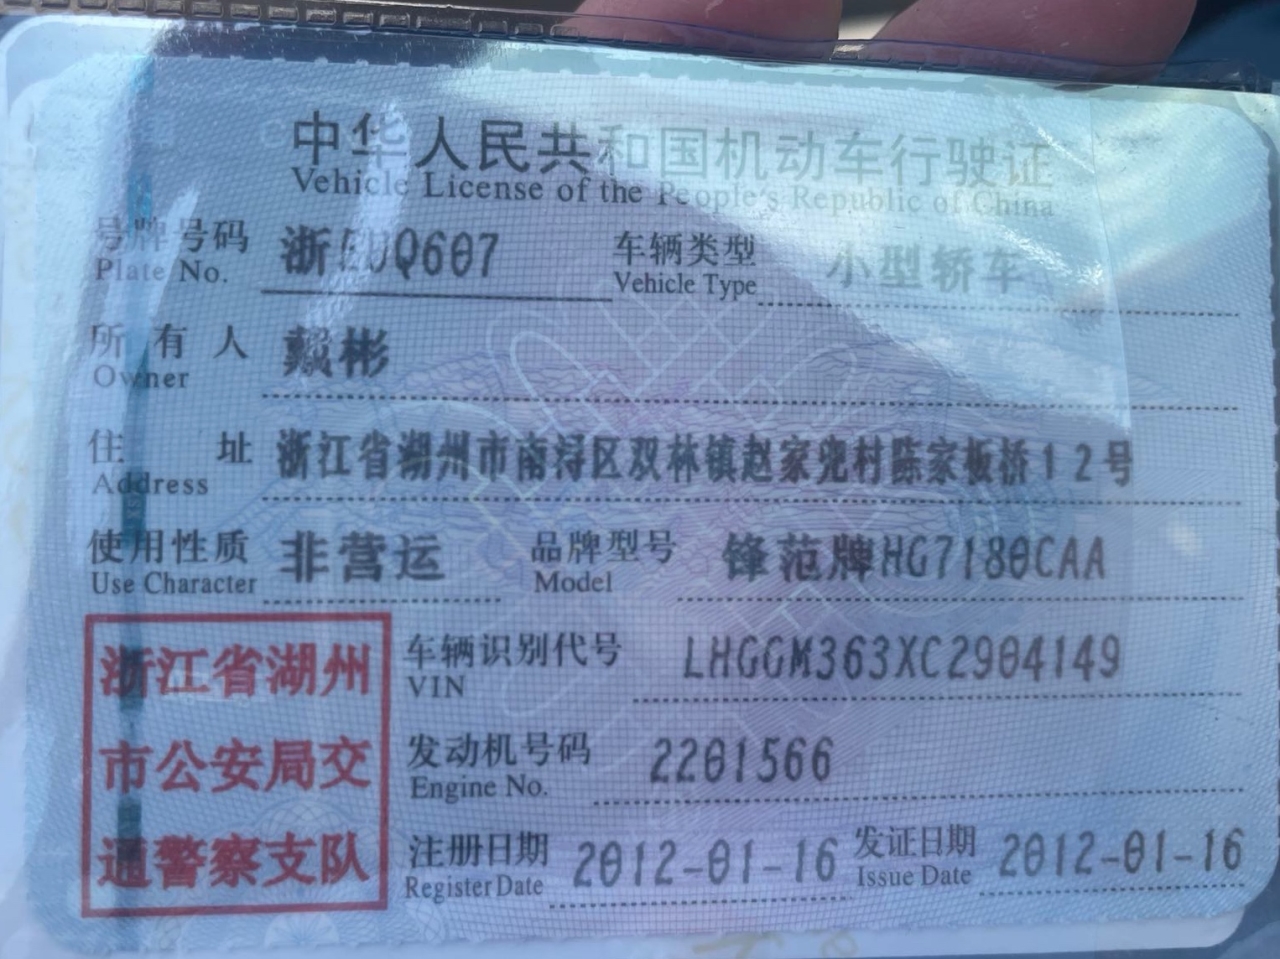 中华人民共和国机动车行驶证
Vehicle License of the People's Republic of China
号牌号码 浙EUQ607 车辆类型 小型轿车
Plate No. Vehicle Type
所有人 戴彬
Owner
住址 浙江省湖州市南浔区双林镇赵家兜村陈家板桥12号
Address
使用性质 非营运 品牌型号 锋范牌HG7180CAA
Use Character Model
浙江省湖州 车辆识别代号 LHGGM363XC2904149
VIN
市公安局交 发动机号码 2201566
Engine No.
通警察支队 注册日期 2012-01-16 发证日期 2012-01-16
Register Date Issue Date